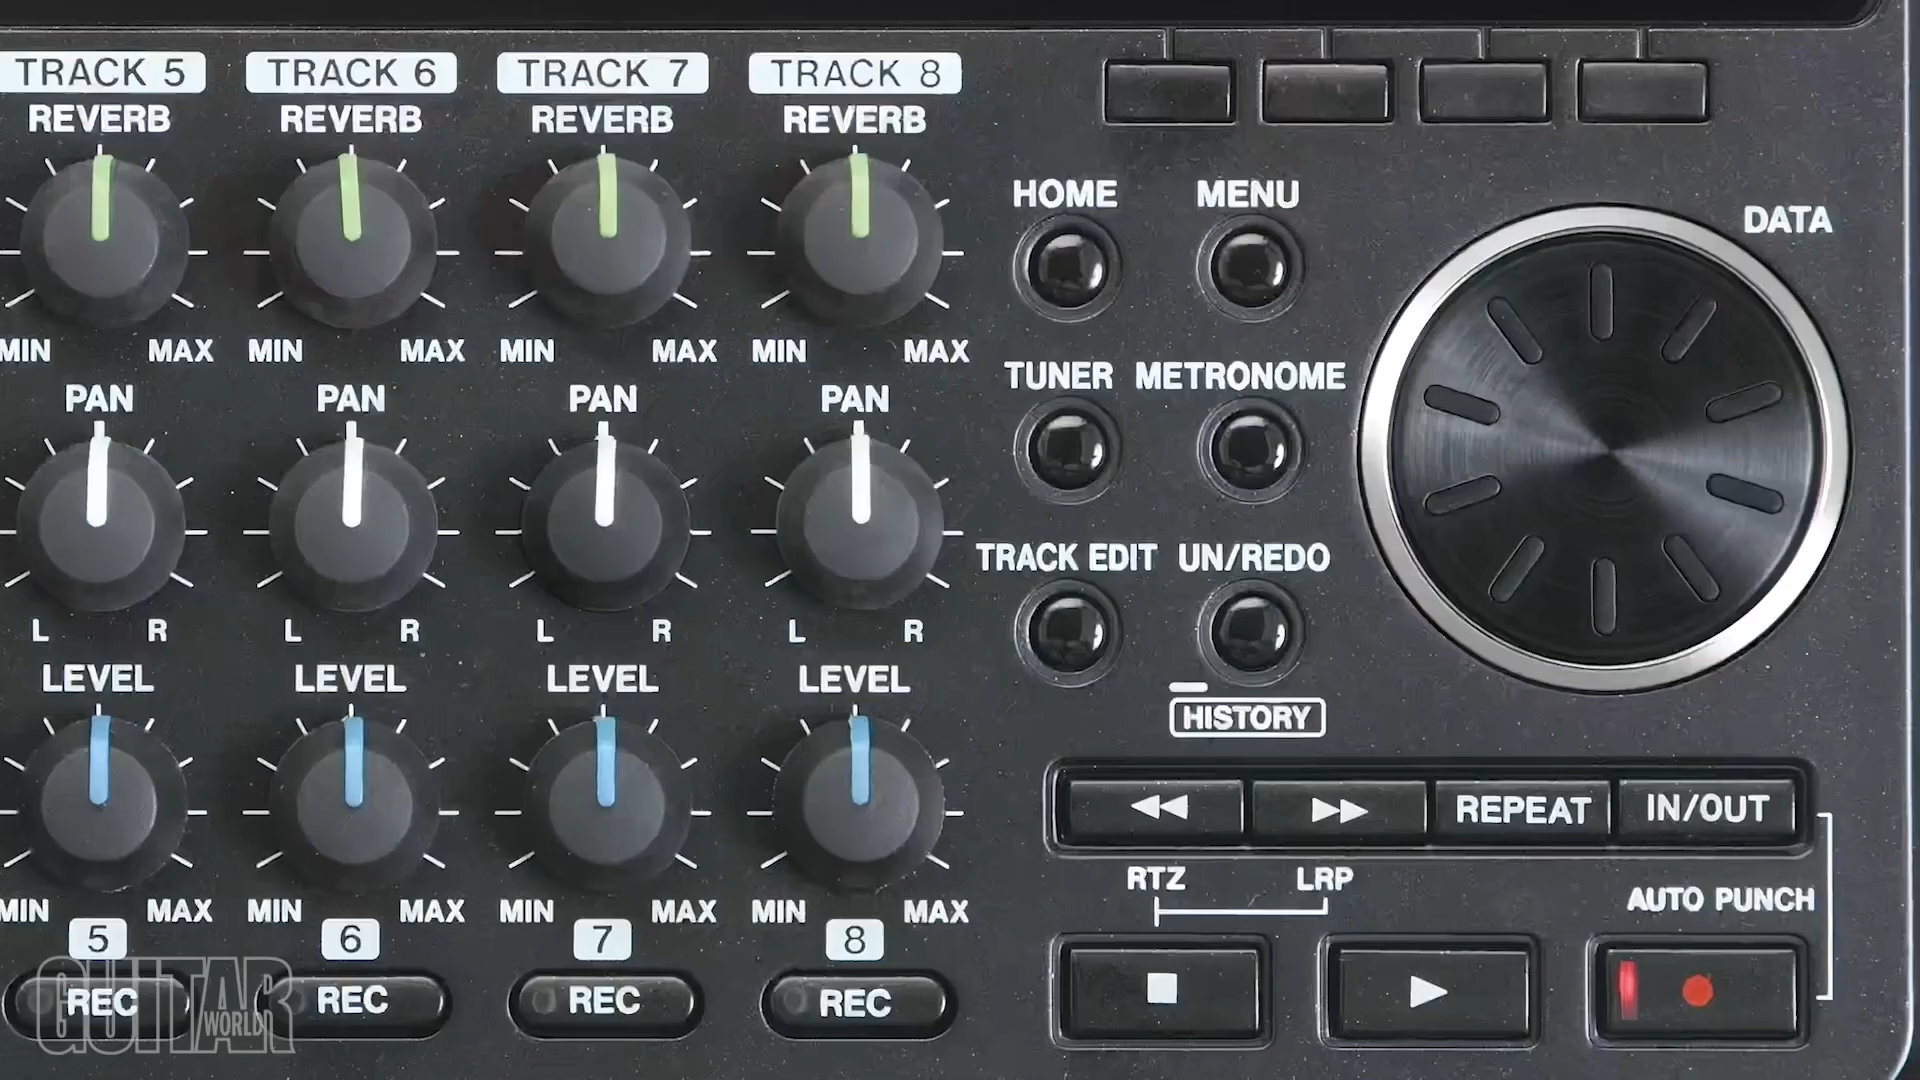 TRACK 5 TRACK 6 TRACK 7 TRACK 8
REVERB REVERB REVERB REVERB
MIN MAX MIN MAX MIN MAX MIN MAX
PAN PAN PAN PAN
L R L R L R L R
LEVEL LEVEL LEVEL LEVEL
MIN MAX MIN MAX MIN MAX MIN MAX
5 6 7 8
REC REC REC REC
HOME MENU
DATA
TUNER METRONOME
TRACK EDIT UN/REDO
HISTORY
REPEAT IN/OUT
RTZ LRP
AUTO PUNCH
GUITAR
WORLD